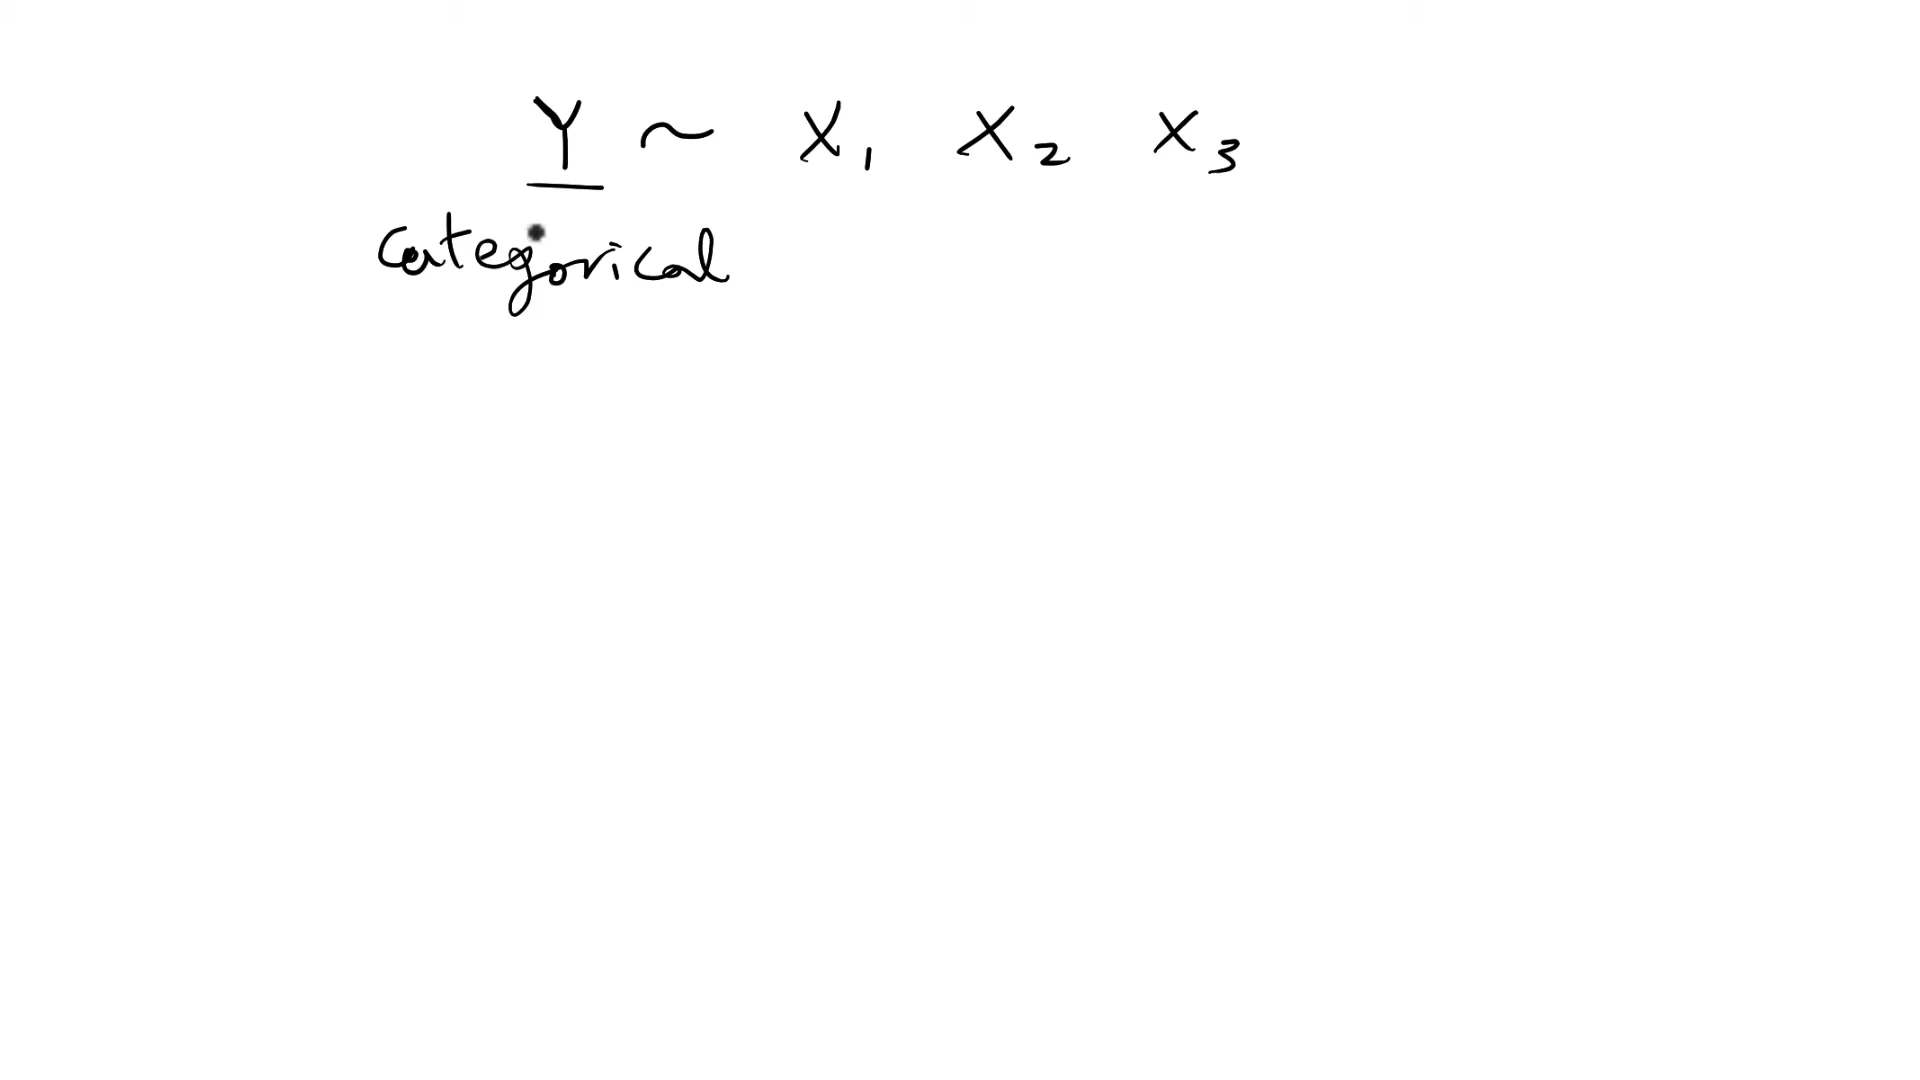 Y ~ X₁ X₂ X₃
categorical